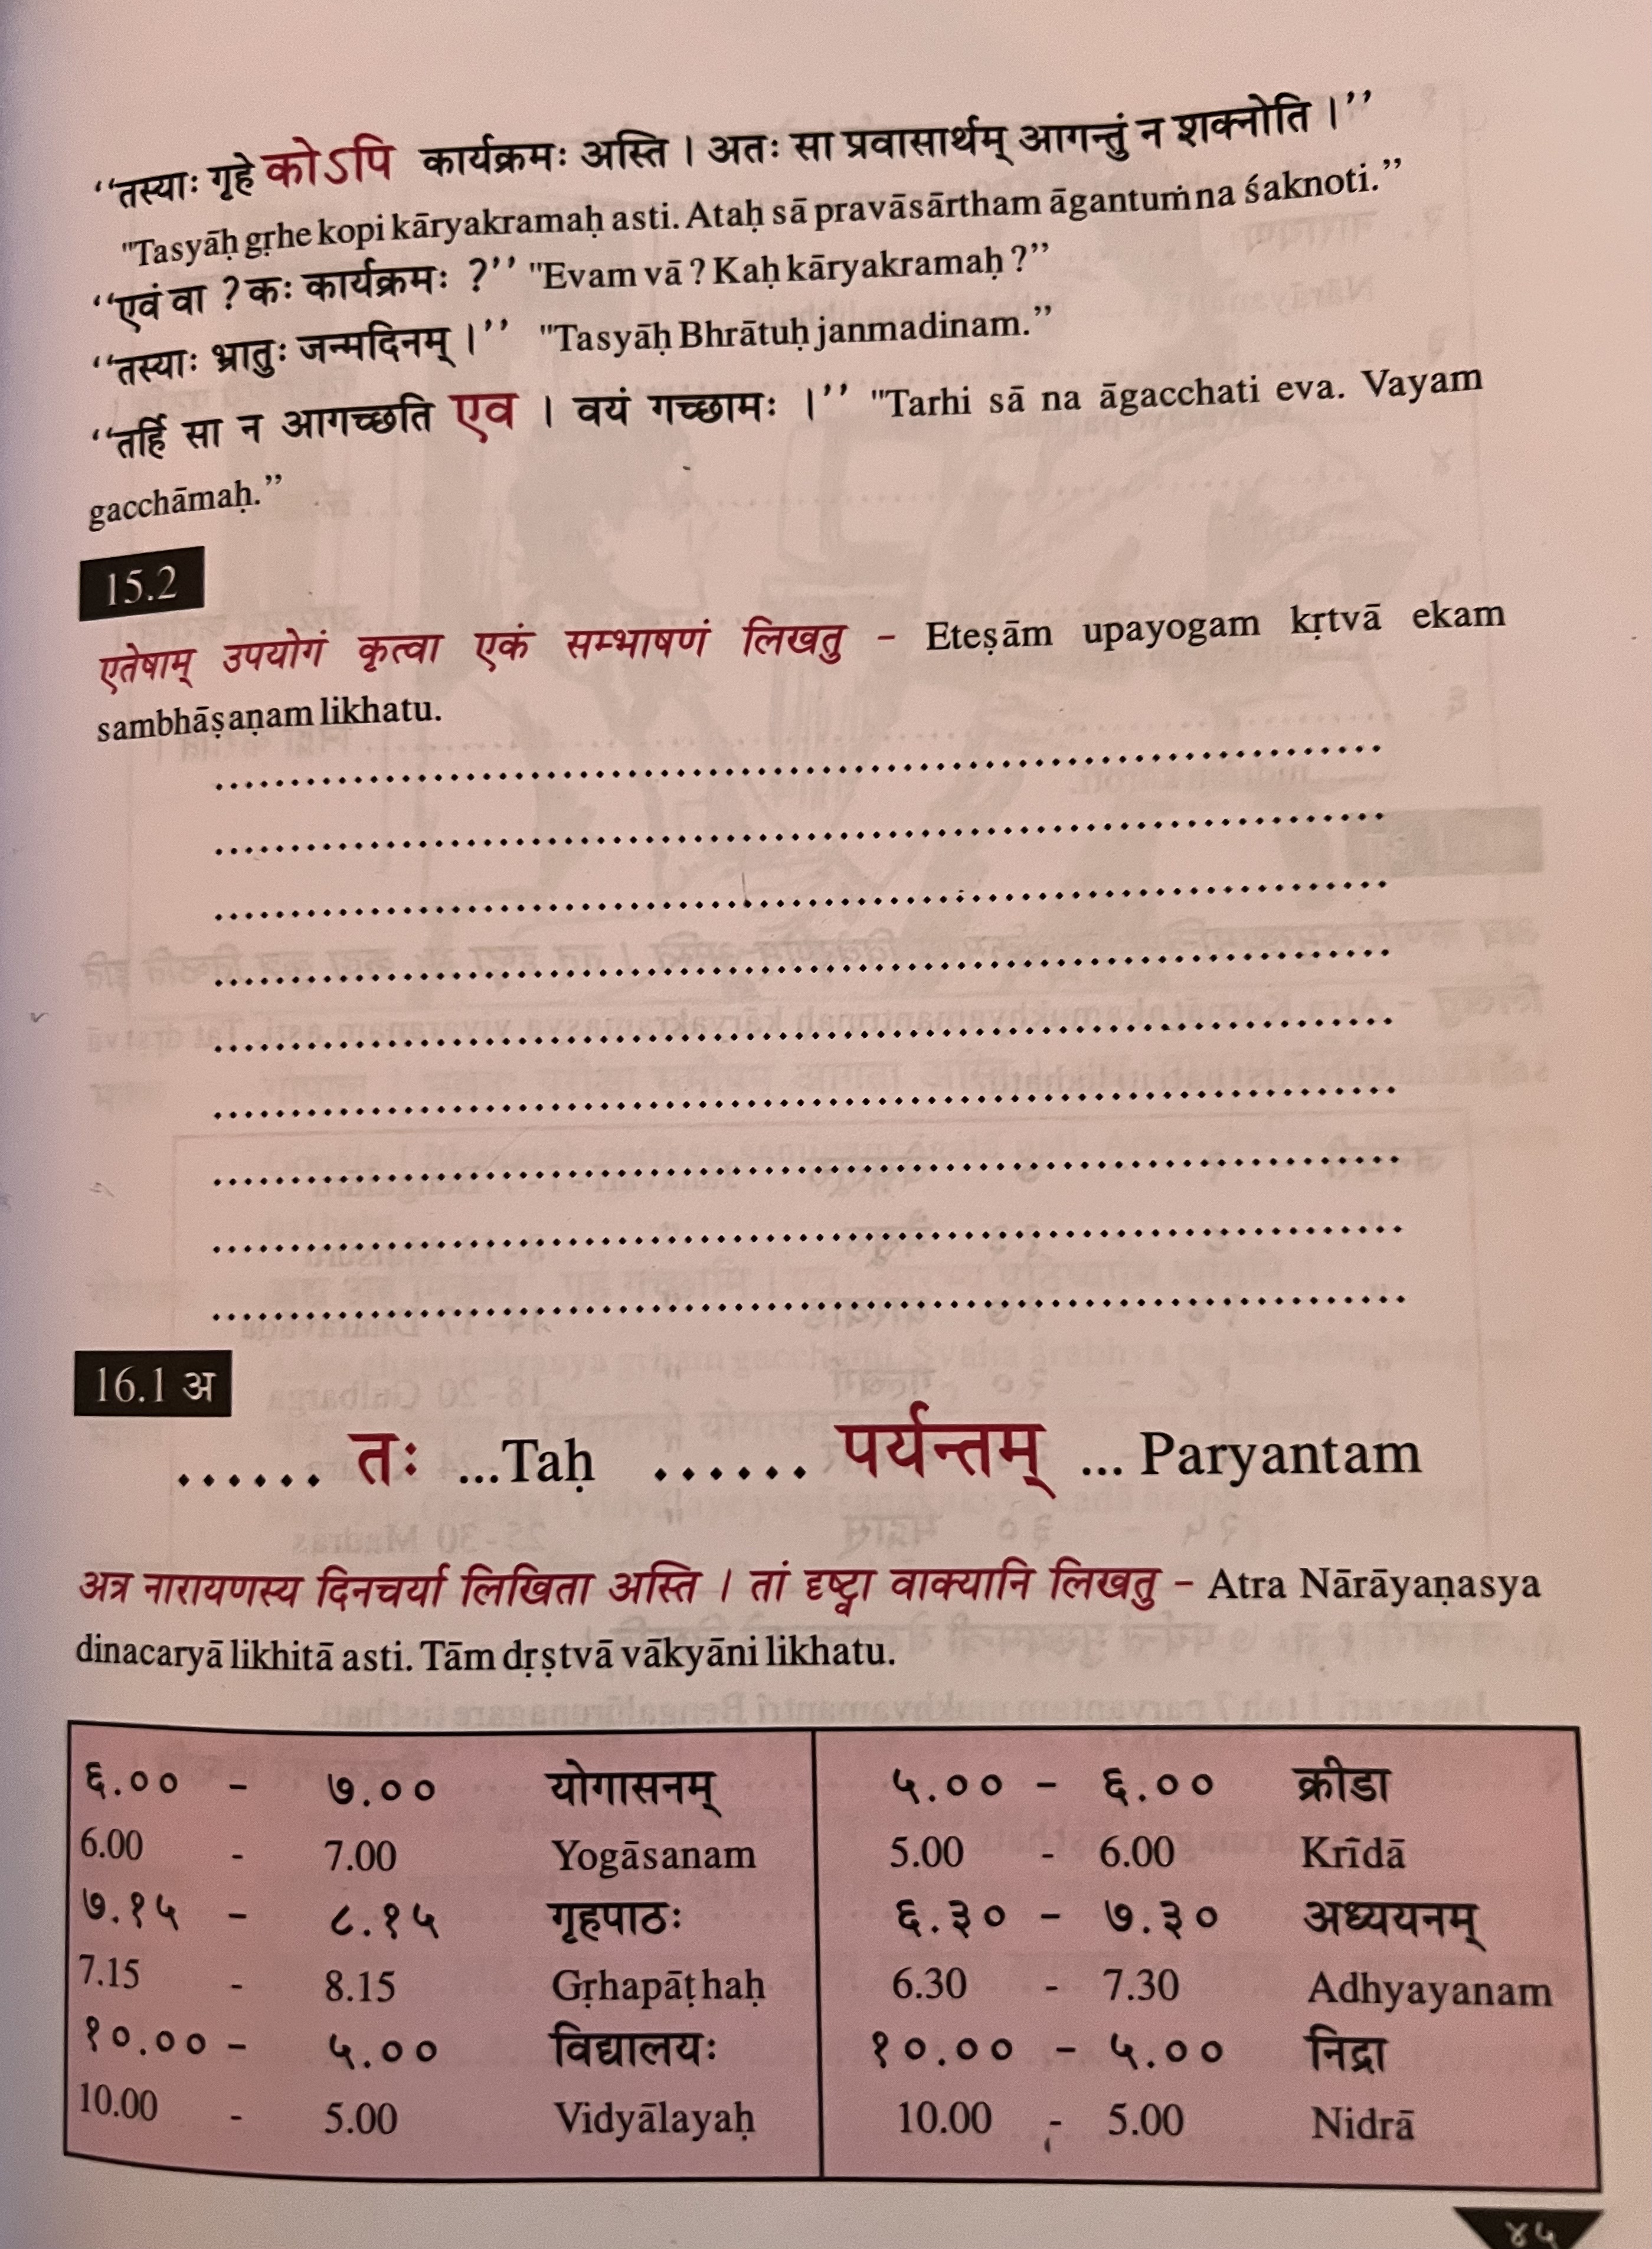 ‘‘तस्याः गृहे कोऽपि कार्यक्रमः अस्ति । अतः सा प्रवासार्थम् आगन्तुं न शक्नोति ।’’
"Tasyāḥ gṛhe kopi kāryakramaḥ asti. Ataḥ sā pravāsārtham āgantuṁ na śaknoti.”
‘‘एवं वा ? कः कार्यक्रमः ?’’ "Evam vā ? Kaḥ kāryakramaḥ ?”
‘‘तस्याः भ्रातुः जन्मदिनम् ।’’ "Tasyāḥ Bhrātuḥ janmadinam.”
‘‘तर्हि सा न आगच्छति एव । वयं गच्छामः ।’’ "Tarhi sā na āgacchati eva. Vayam
gacchāmaḥ.”
15.2
एतेषाम् उपयोगं कृत्वा एकं सम्भाषणं लिखतु – Eteṣām upayogam kṛtvā ekam
sambhāṣaṇam likhatu.
16.1 अ
...... तः ...Taḥ ...... पर्यन्तम् ... Paryantam
अत्र नारायणस्य दिनचर्या लिखिता अस्ति । तां दृष्ट्वा वाक्यानि लिखतु – Atra Nārāyaṇasya
dinacaryā likhitā asti. Tām dṛṣtvā vākyāni likhatu.
६.०० - ७.०० योगासनम् ५.०० - ६.०० क्रीडा
6.00 - 7.00 Yogāsanam 5.00 - 6.00 Krīdā
७.१५ - ८.१५ गृहपाठः ६.३० - ७.३० अध्ययनम्
7.15 - 8.15 Gṛhapāṭhaḥ 6.30 - 7.30 Adhyayanam
१०.०० - ५.०० विद्यालयः १०.०० - ५.०० निद्रा
10.00 - 5.00 Vidyālayaḥ 10.00 - 5.00 Nidrā
४५